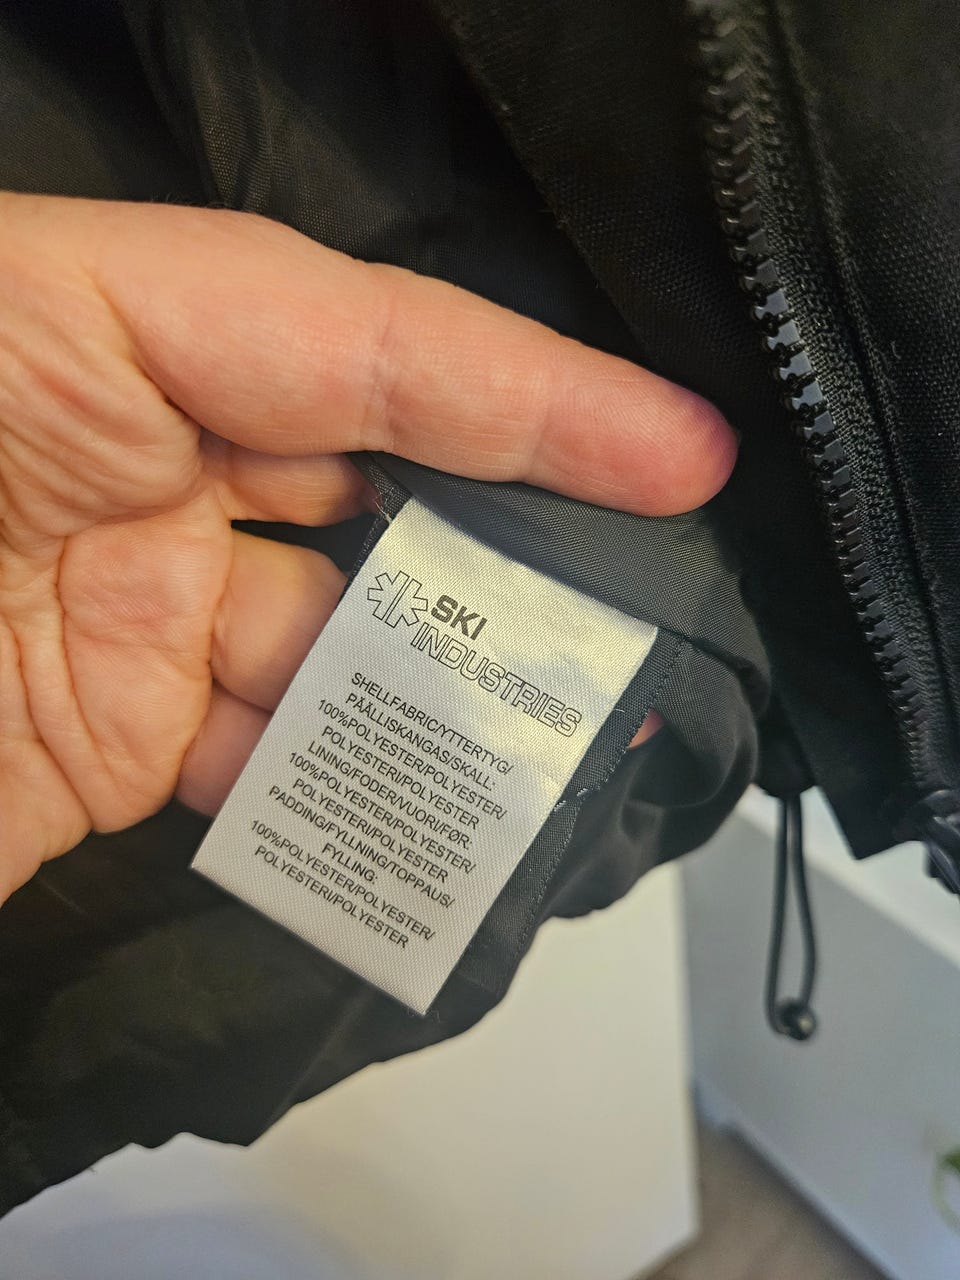 SKI
INDUSTRIES
SHELLFABRIC/YTTERTYG/
PÄÄLLISKANGAS/SKALL:
100%POLYESTER/POLYESTER/
POLYESTERI/POLYESTER
LINING/FODER/VUORI/FØR.
100%POLYESTER/POLYESTER/
POLYESTERI/POLYESTER
PADDING/FYLLNING/TOPPAUS/
FYLLING:
100%POLYESTER/POLYESTER/
POLYESTERI/POLYESTER